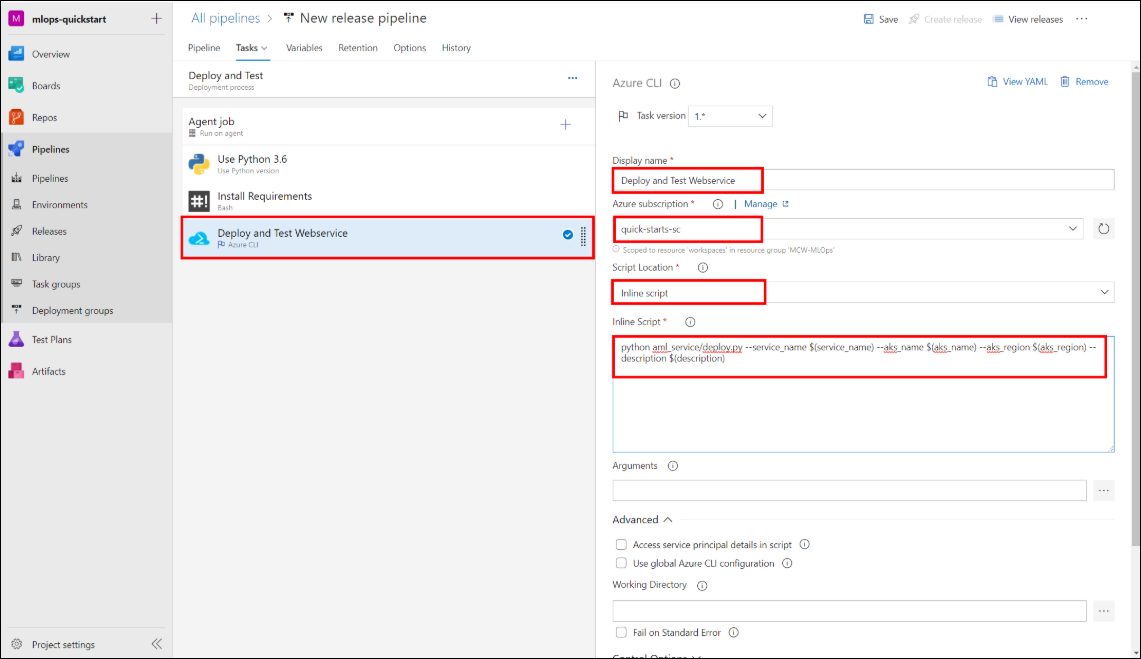 M mlops-quickstart
Overview
Boards
Repos
Pipelines
Pipelines
Environments
Releases
Library
Task groups
Deployment groups
Test Plans
Artifacts
Project settings
All pipelines > New release pipeline
Save Create release View releases ...
Pipeline Tasks Variables Retention Options History
Deploy and Test
Deployment process
Agent job
Run on agent
Use Python 3.6
Use Python version
Install Requirements
Bash
Deploy and Test Webservice
Azure CLI
Azure CLI
View YAML Remove
Task version 1.*
Display name *
Deploy and Test Webservice
Azure subscription * | Manage
quick-starts-sc
Scoped to resource 'workspaces' in resource group 'MCW-MLOps'
Script Location *
Inline script
Inline Script *
python aml_service/deploy.py --service_name $(service_name) --aks_name $(aks_name) --aks_region $(aks_region) --
description $(description)
Arguments
Advanced
Access service principal details in script
Use global Azure CLI configuration
Working Directory
Fail on Standard Error
Control Options